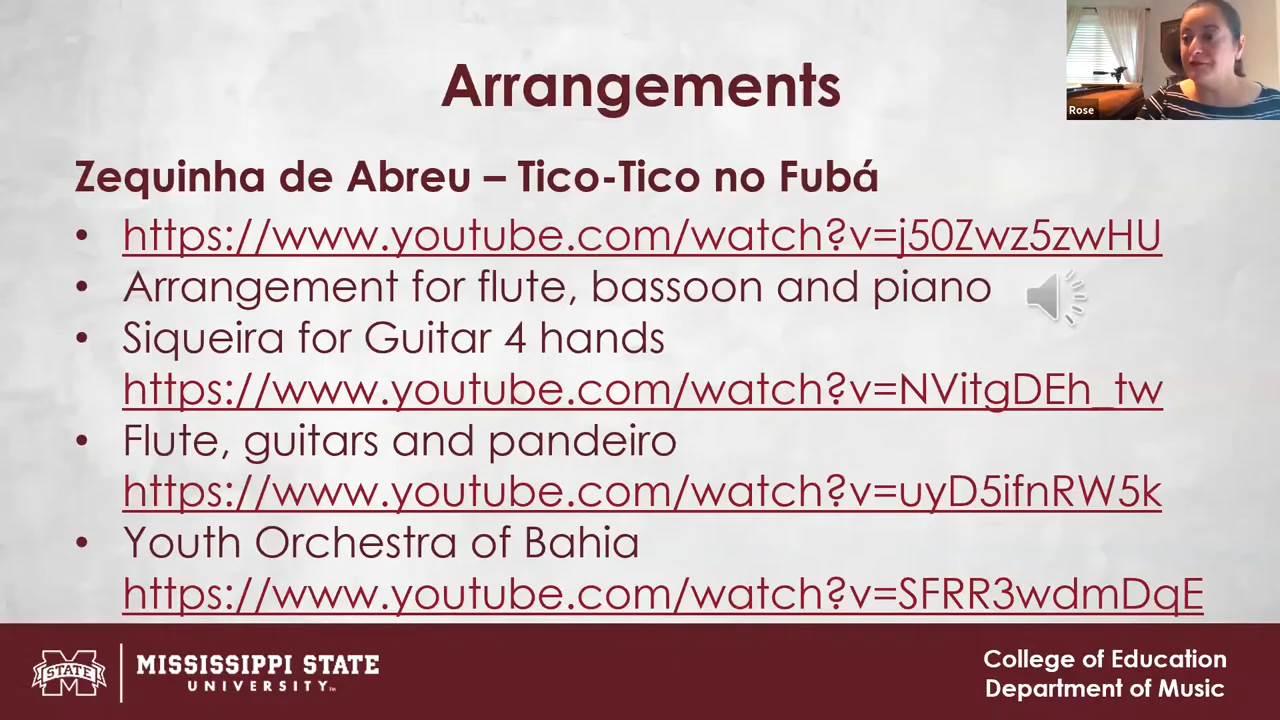 Arrangements
Rose
Zequinha de Abreu – Tico-Tico no Fubá
• https://www.youtube.com/watch?v=j50Zwz5zwHU
• Arrangement for flute, bassoon and piano
• Siqueira for Guitar 4 hands
https://www.youtube.com/watch?v=NVitgDEh_tw
• Flute, guitars and pandeiro
https://www.youtube.com/watch?v=uyD5ifnRW5k
• Youth Orchestra of Bahia
https://www.youtube.com/watch?v=SFRR3wdmDqE
STATE
MISSISSIPPI STATE
UNIVERSITY™
College of Education
Department of Music